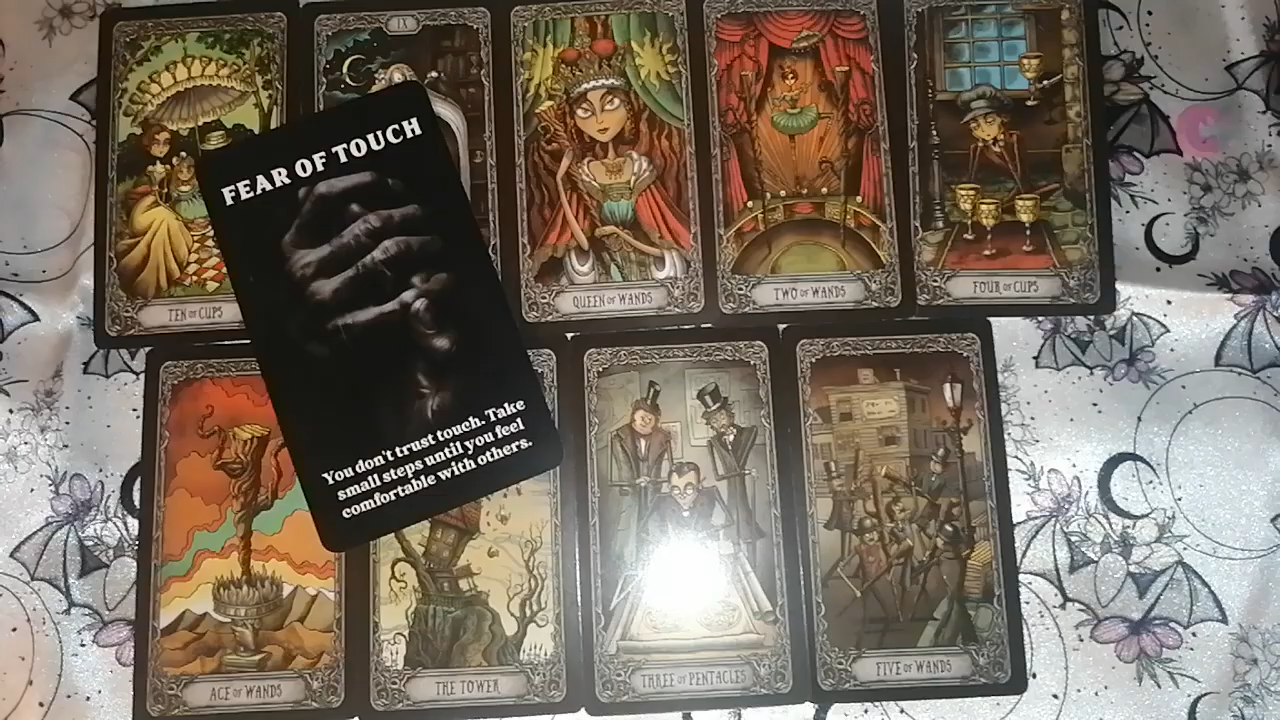 IX
FEAR OF TOUCH
You don't trust touch. Take
small steps until you feel
comfortable with others.
TEN OF CUPS
QUEEN OF WANDS
TWO OF WANDS
FOUR OF CUPS
ACE OF WANDS
THE TOWER
THREE OF PENTACLES
FIVE OF WANDS